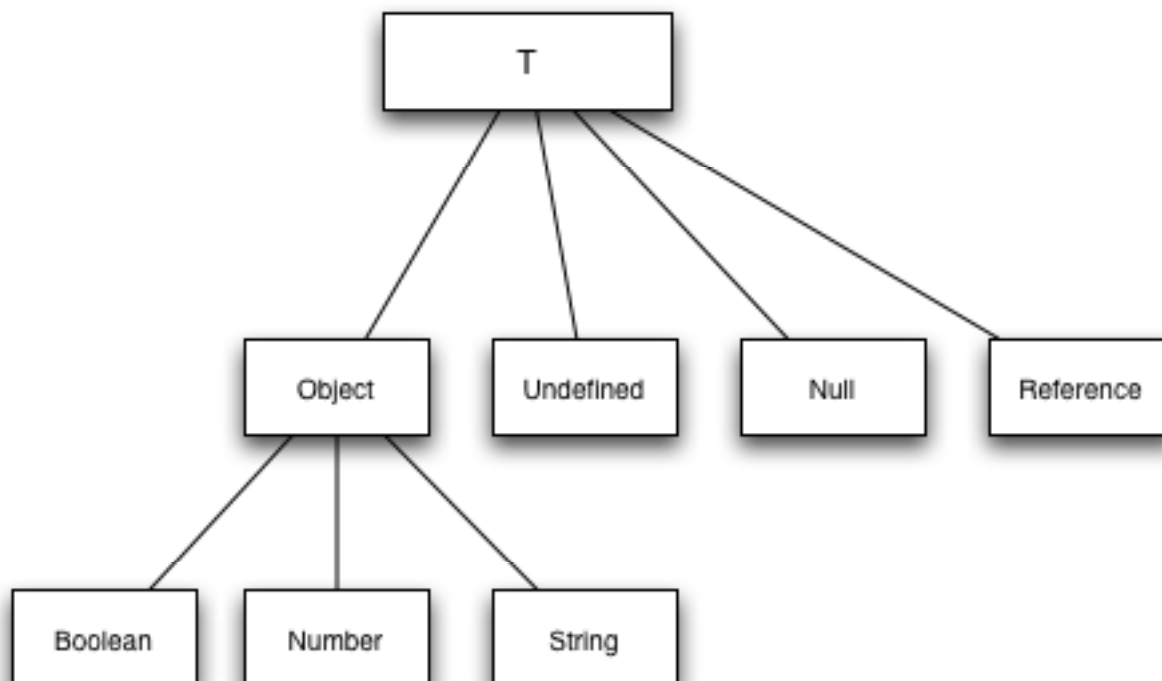 T
Object
Undefined
Null
Reference
Boolean
Number
String